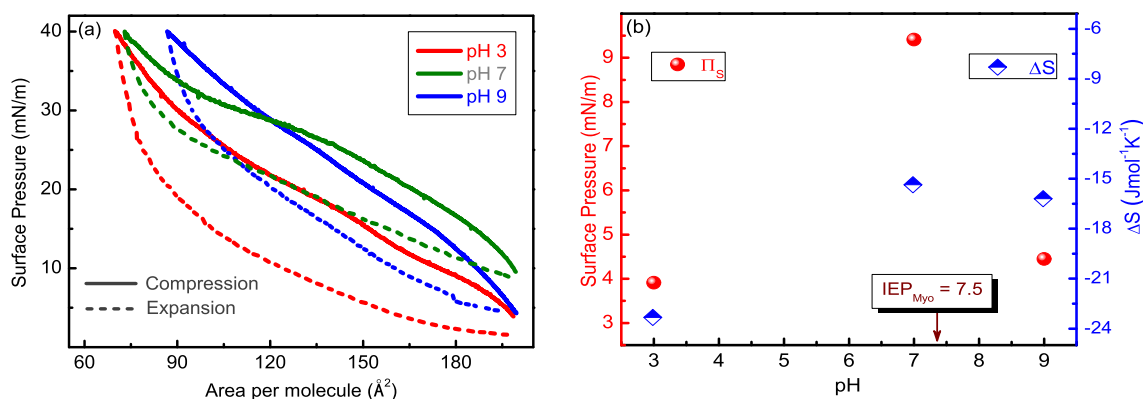 (a)
pH 3
pH 7
pH 9
Compression
Expansion
40
30
20
10
Surface Pressure (mN/m)
60 90 120 150 180
Area per molecule (Å²)
(b)
Π_S
ΔS
IEP_Myo = 7.5
9
8
7
6
5
4
3
Surface Pressure (mN/m)
3 4 5 6 7 8 9
pH
-6
-9
-12
-15
-18
-21
-24
ΔS (Jmol⁻¹K⁻¹)